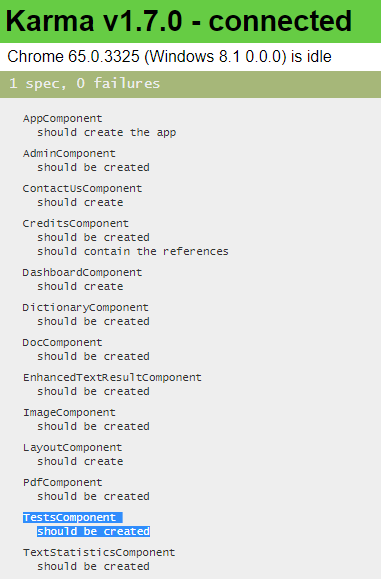 Karma v1.7.0 - connected
Chrome 65.0.3325 (Windows 8.1 0.0.0) is idle
1 spec, 0 failures
AppComponent
should create the app
AdminComponent
should be created
ContactUsComponent
should create
CreditsComponent
should be created
should contain the references
DashboardComponent
should create
DictionaryComponent
should be created
DocComponent
should be created
EnhancedTextResultComponent
should be created
ImageComponent
should be created
LayoutComponent
should create
PdfComponent
should be created
TestsComponent
should be created
TextStatisticsComponent
should be created